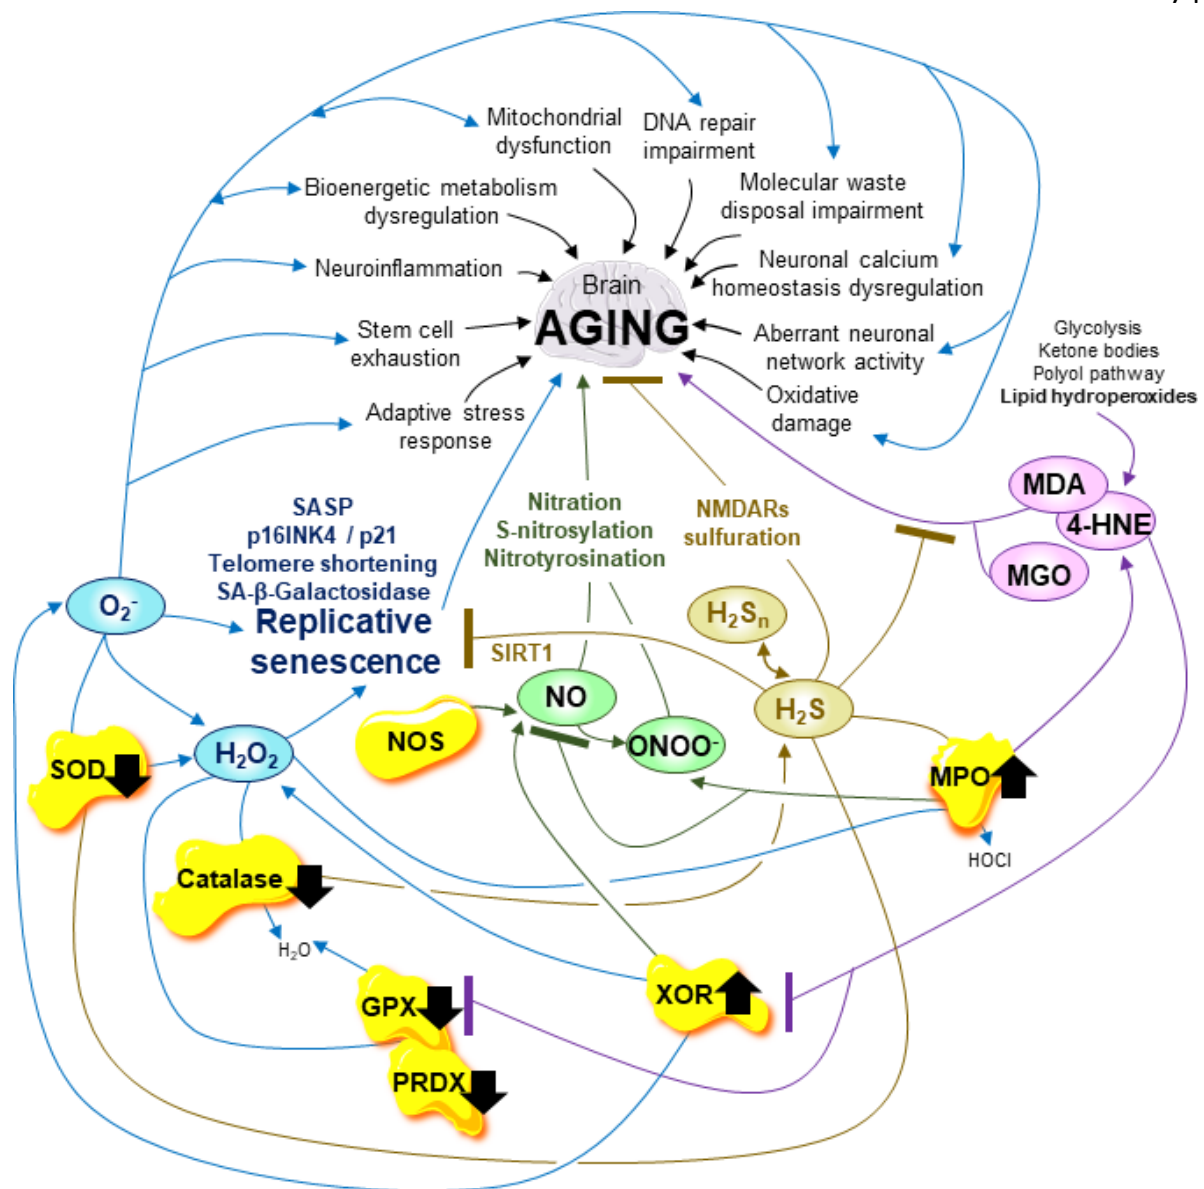 Mitochondrial
dysfunction
DNA repair
impairment
Bioenergetic metabolism
dysregulation
Molecular waste
disposal impairment
Neuroinflammation
Brain
AGING
Neuronal calcium
homeostasis dysregulation
Stem cell
exhaustion
Aberrant neuronal
network activity
Adaptive stress
response
Oxidative
damage
Glycolysis
Ketone bodies
Polyol pathway
Lipid hydroperoxides
MDA
4-HNE
MGO
SASP
p16INK4 / p21
Telomere shortening
SA-β-Galactosidase
Replicative
senescence
Nitration
S-nitrosylation
Nitrotyrosination
NMDARs
sulfuration
O₂⁻
H₂Sₙ
SIRT1
NO
H₂S
NOS
ONOO⁻
SOD
H₂O₂
MPO
HOCl
Catalase
H₂O
GPX
XOR
PRDX